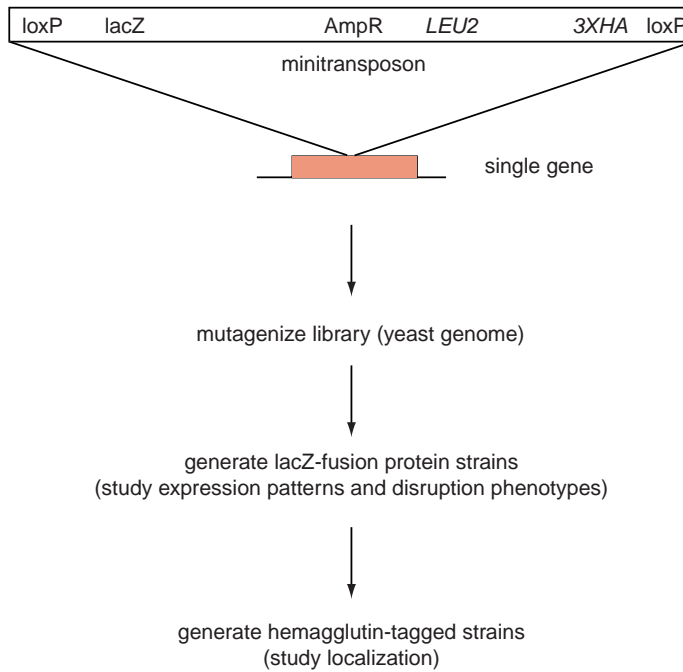 loxP lacZ AmpR LEU2 3XHA loxP
minitransposon
single gene
mutagenize library (yeast genome)
generate lacZ-fusion protein strains
(study expression patterns and disruption phenotypes)
generate hemagglutin-tagged strains
(study localization)